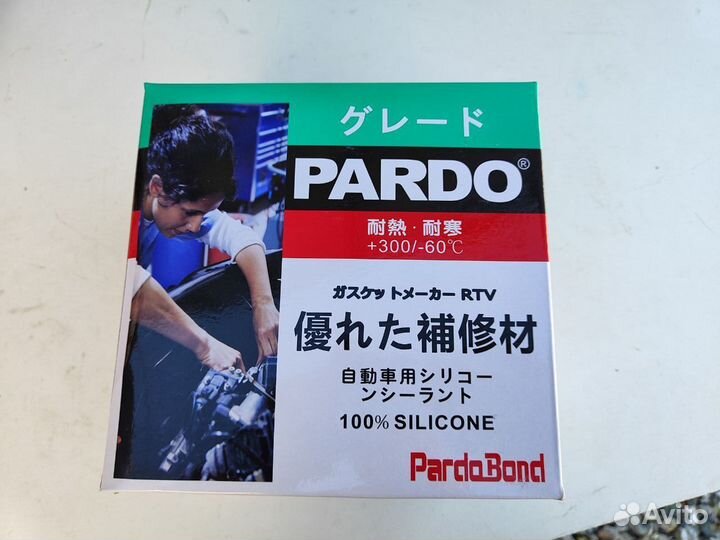 グレード
PARDO®
耐熱・耐寒
+300/-60℃
ガスケットメーカー RTV
優れた補修材
自動車用シリコー
ンシーラント
100% SILICONE
PardoBond
Avito